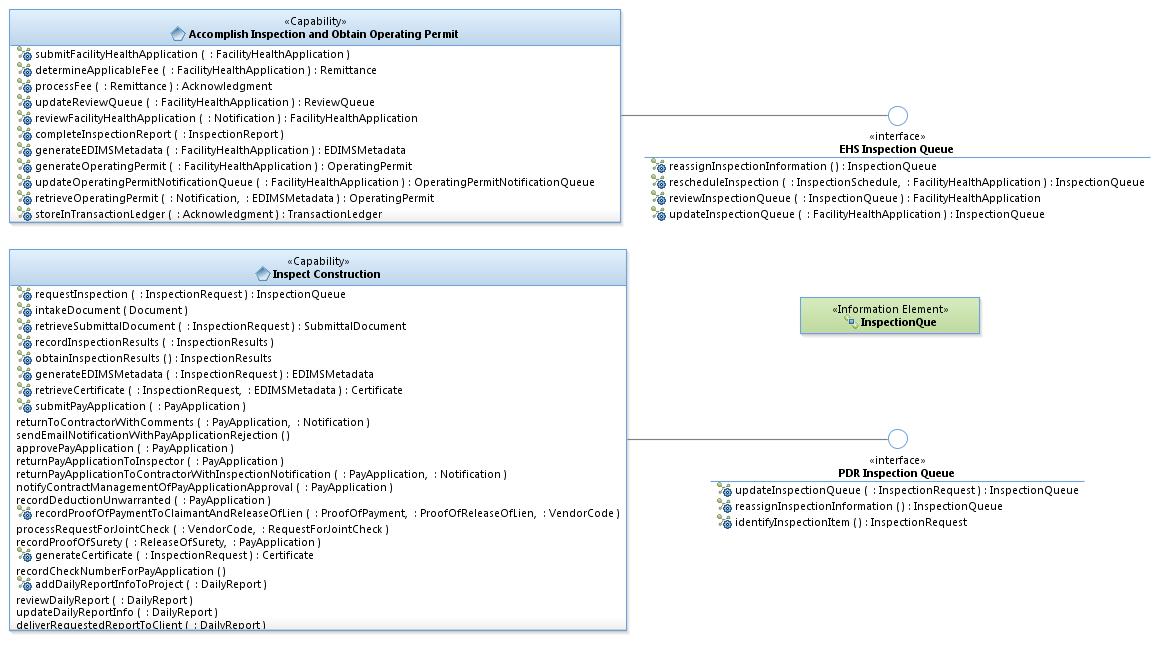 «Capability»
Accomplish Inspection and Obtain Operating Permit
submitFacilityHealthApplication ( : FacilityHealthApplication )
determineApplicableFee ( : FacilityHealthApplication ) : Remittance
processFee ( : Remittance ) : Acknowledgment
updateReviewQueue ( : FacilityHealthApplication ) : ReviewQueue
reviewFacilityHealthApplication ( : Notification ) : FacilityHealthApplication
completeInspectionReport ( : InspectionReport )
generateEDIMSMetadata ( : FacilityHealthApplication ) : EDIMSMetadata
generateOperatingPermit ( : FacilityHealthApplication ) : OperatingPermit
updateOperatingPermitNotificationQueue ( : FacilityHealthApplication ) : OperatingPermitNotificationQueue
retrieveOperatingPermit ( : Notification, : EDIMSMetadata ) : OperatingPermit
storeInTransactionLedger ( : Acknowledgment ) : TransactionLedger
«interface»
EHS Inspection Queue
reassignInspectionInformation ( ) : InspectionQueue
rescheduleInspection ( : InspectionSchedule, : FacilityHealthApplication ) : InspectionQueue
reviewInspectionQueue ( : InspectionQueue ) : FacilityHealthApplication
updateInspectionQueue ( : FacilityHealthApplication ) : InspectionQueue
«Capability»
Inspect Construction
requestInspection ( : InspectionRequest ) : InspectionQueue
intakeDocument ( Document )
retrieveSubmittalDocument ( : InspectionRequest ) : SubmittalDocument
recordInspectionResults ( : InspectionResults )
obtainInspectionResults ( ) : InspectionResults
generateEDIMSMetadata ( : InspectionRequest ) : EDIMSMetadata
retrieveCertificate ( : InspectionRequest, : EDIMSMetadata ) : Certificate
submitPayApplication ( : PayApplication )
returnToContractorWithComments ( : PayApplication, : Notification )
sendEmailNotificationWithPayApplicationRejection ( )
approvePayApplication ( : PayApplication )
returnPayApplicationToInspector ( : PayApplication )
returnPayApplicationToContractorWithInspectionNotification ( : PayApplication, : Notification )
notifyContractManagementOfPayApplicationApproval ( : PayApplication )
recordDeductionUnwarranted ( : PayApplication )
recordProofOfPaymentToClaimantAndReleaseOfLien ( : ProofOfPayment, : ProofOfReleaseOfLien, : VendorCode )
processRequestForJointCheck ( : VendorCode, : RequestForJointCheck )
recordProofOfSurety ( : ReleaseOfSurety, : PayApplication )
generateCertificate ( : InspectionRequest ) : Certificate
recordCheckNumberForPayApplication ( )
addDailyReportInfoToProject ( : DailyReport )
reviewDailyReport ( : DailyReport )
updateDailyReportInfo ( : DailyReport )
deliverRequestedReportToClient ( : DailyReport )
«Information Element»
InspectionQue
«interface»
PDR Inspection Queue
updateInspectionQueue ( : InspectionRequest ) : InspectionQueue
reassignInspectionInformation ( ) : InspectionQueue
identifyInspectionItem ( ) : InspectionRequest